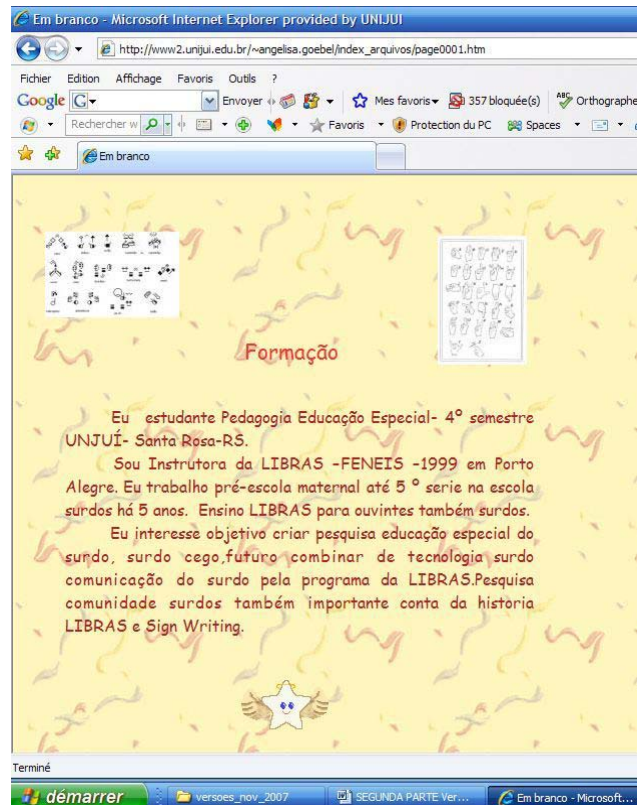 Em branco - Microsoft Internet Explorer provided by UNIJUI
http://www2.unijui.edu.br/~angelisa.goebel/index_arquivos/page0001.htm
Fichier Edition Affichage Favoris Outils ?
Google G Envoyer Mes favoris 357 bloquée(s) ABC Orthographe
Rechercher w Favoris Protection du PC Spaces
Em branco
Formação
Eu estudante Pedagogia Educação Especial- 4º semestre
UNJUÍ- Santa Rosa-RS.
Sou Instrutora da LIBRAS -FENEIS -1999 em Porto
Alegre. Eu trabalho pré-escola maternal até 5 º serie na escola
surdos há 5 anos. Ensino LIBRAS para ouvintes também surdos.
Eu interesse objetivo criar pesquisa educação especial do
surdo, surdo cego,futuro combinar de tecnologia surdo
comunicação do surdo pela programa da LIBRAS.Pesquisa
comunidade surdos também importante conta da historia
LIBRAS e Sign Writing.
Terminé
démarrer versoes_nov_2007 SEGUNDA PARTE Ver... Em branco - Microsoft...